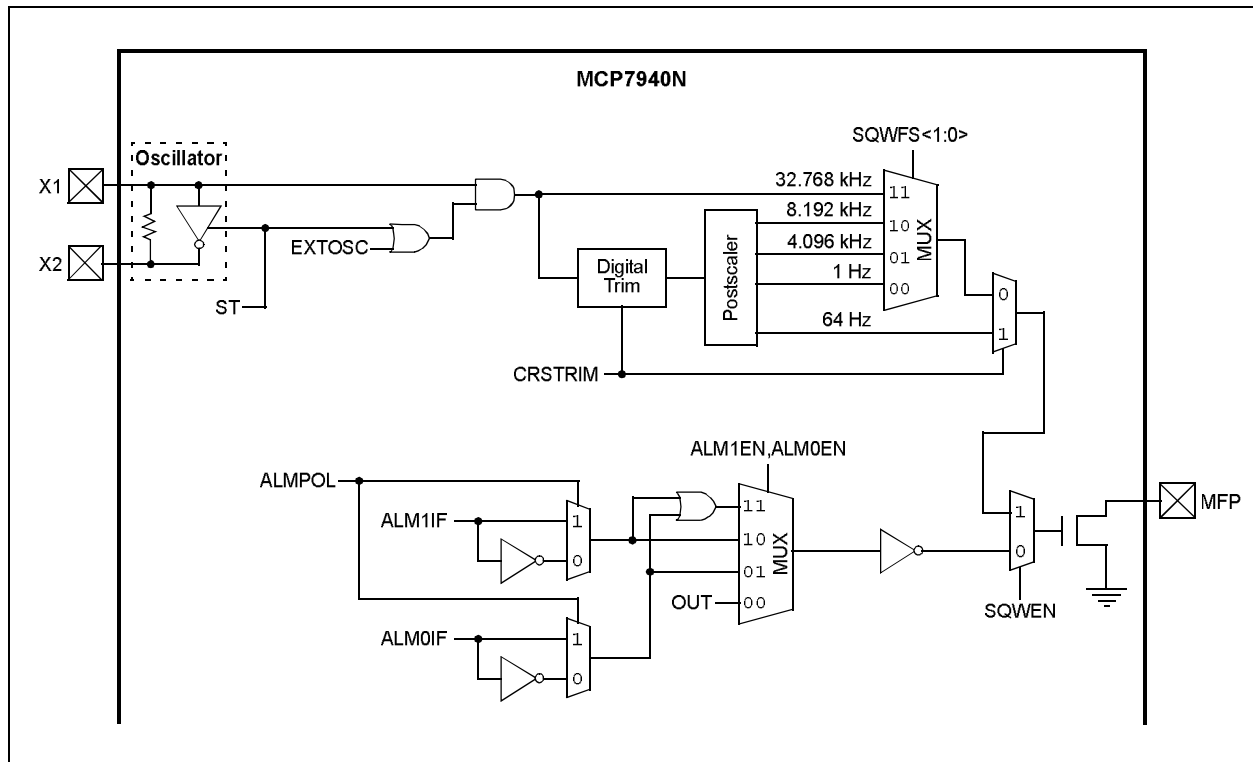 MCP7940N
SQWFS<1:0>
Oscillator
X1
X2
ST
EXTOSC
Digital
Trim
Postscaler
32.768 kHz
8.192 kHz
4.096 kHz
1 Hz
64 Hz
11
10
01
00
MUX
0
1
CRSTRIM
ALM1EN,ALM0EN
ALMPOL
ALM1IF
1
0
ALM0IF
1
0
OUT
11
10
01
00
MUX
1
0
SQWEN
MFP